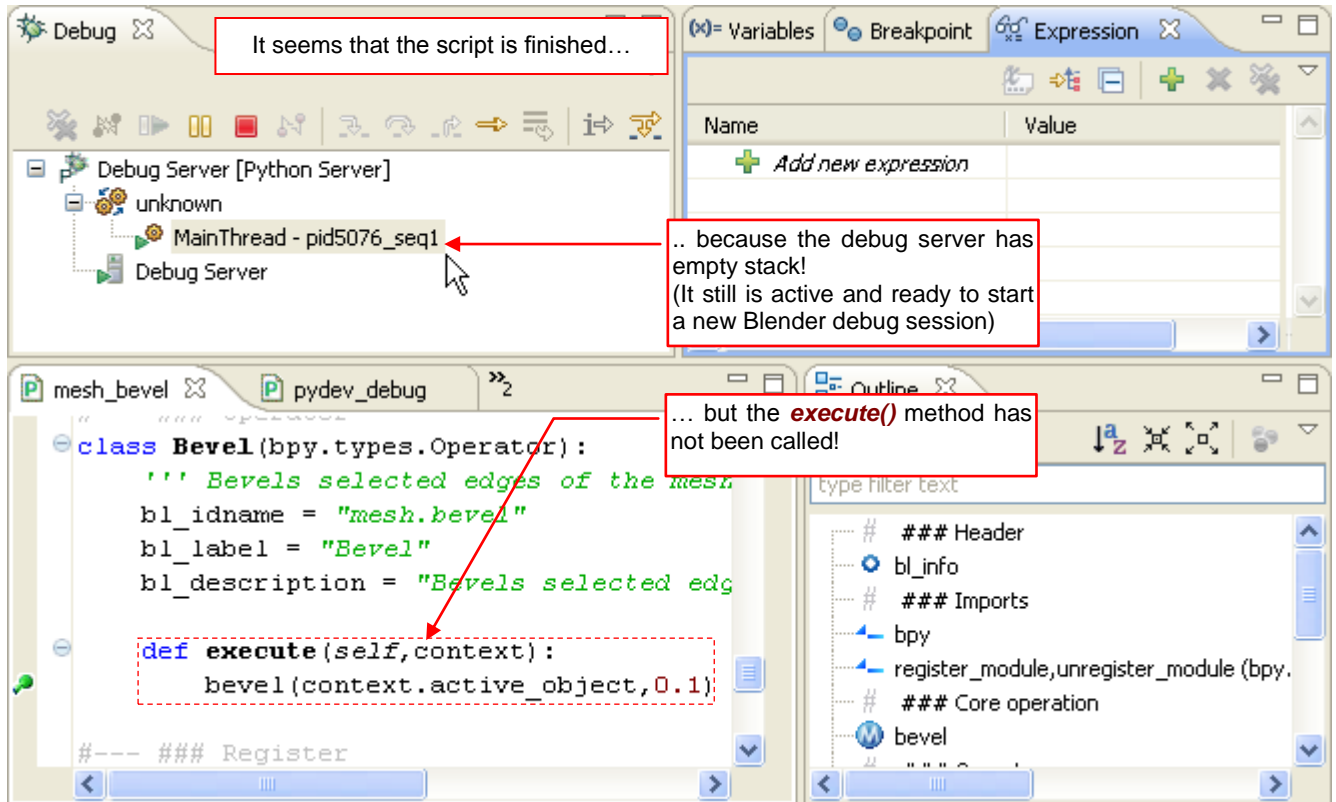 Debug
It seems that the script is finished…
(x)= Variables
Breakpoint
Expression
Name
Value
Add new expression
Debug Server [Python Server]
unknown
MainThread - pid5076_seq1
Debug Server
.. because the debug server has
empty stack!
(It still is active and ready to start
a new Blender debug session)
mesh_bevel
pydev_debug
»2
Outline
… but the execute() method has
not been called!
type filter text
class Bevel(bpy.types.Operator):
''' Bevels selected edges of the mesh
bl_idname = "mesh.bevel"
bl_label = "Bevel"
bl_description = "Bevels selected edg
def execute(self,context):
bevel(context.active_object,0.1)
#--- ### Register
# ### Header
bl_info
# ### Imports
bpy
register_module,unregister_module (bpy.
# ### Core operation
bevel